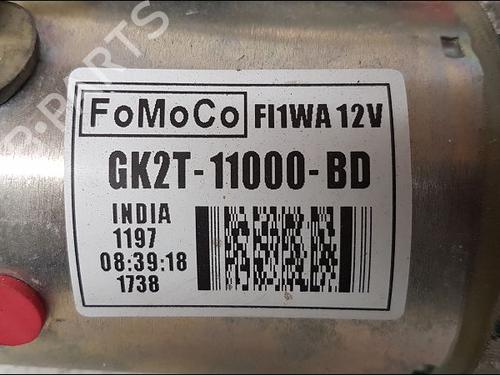 FoMoCo FI1WA 12V
GK2T-11000-BD
INDIA
1197
08:39:18
1738